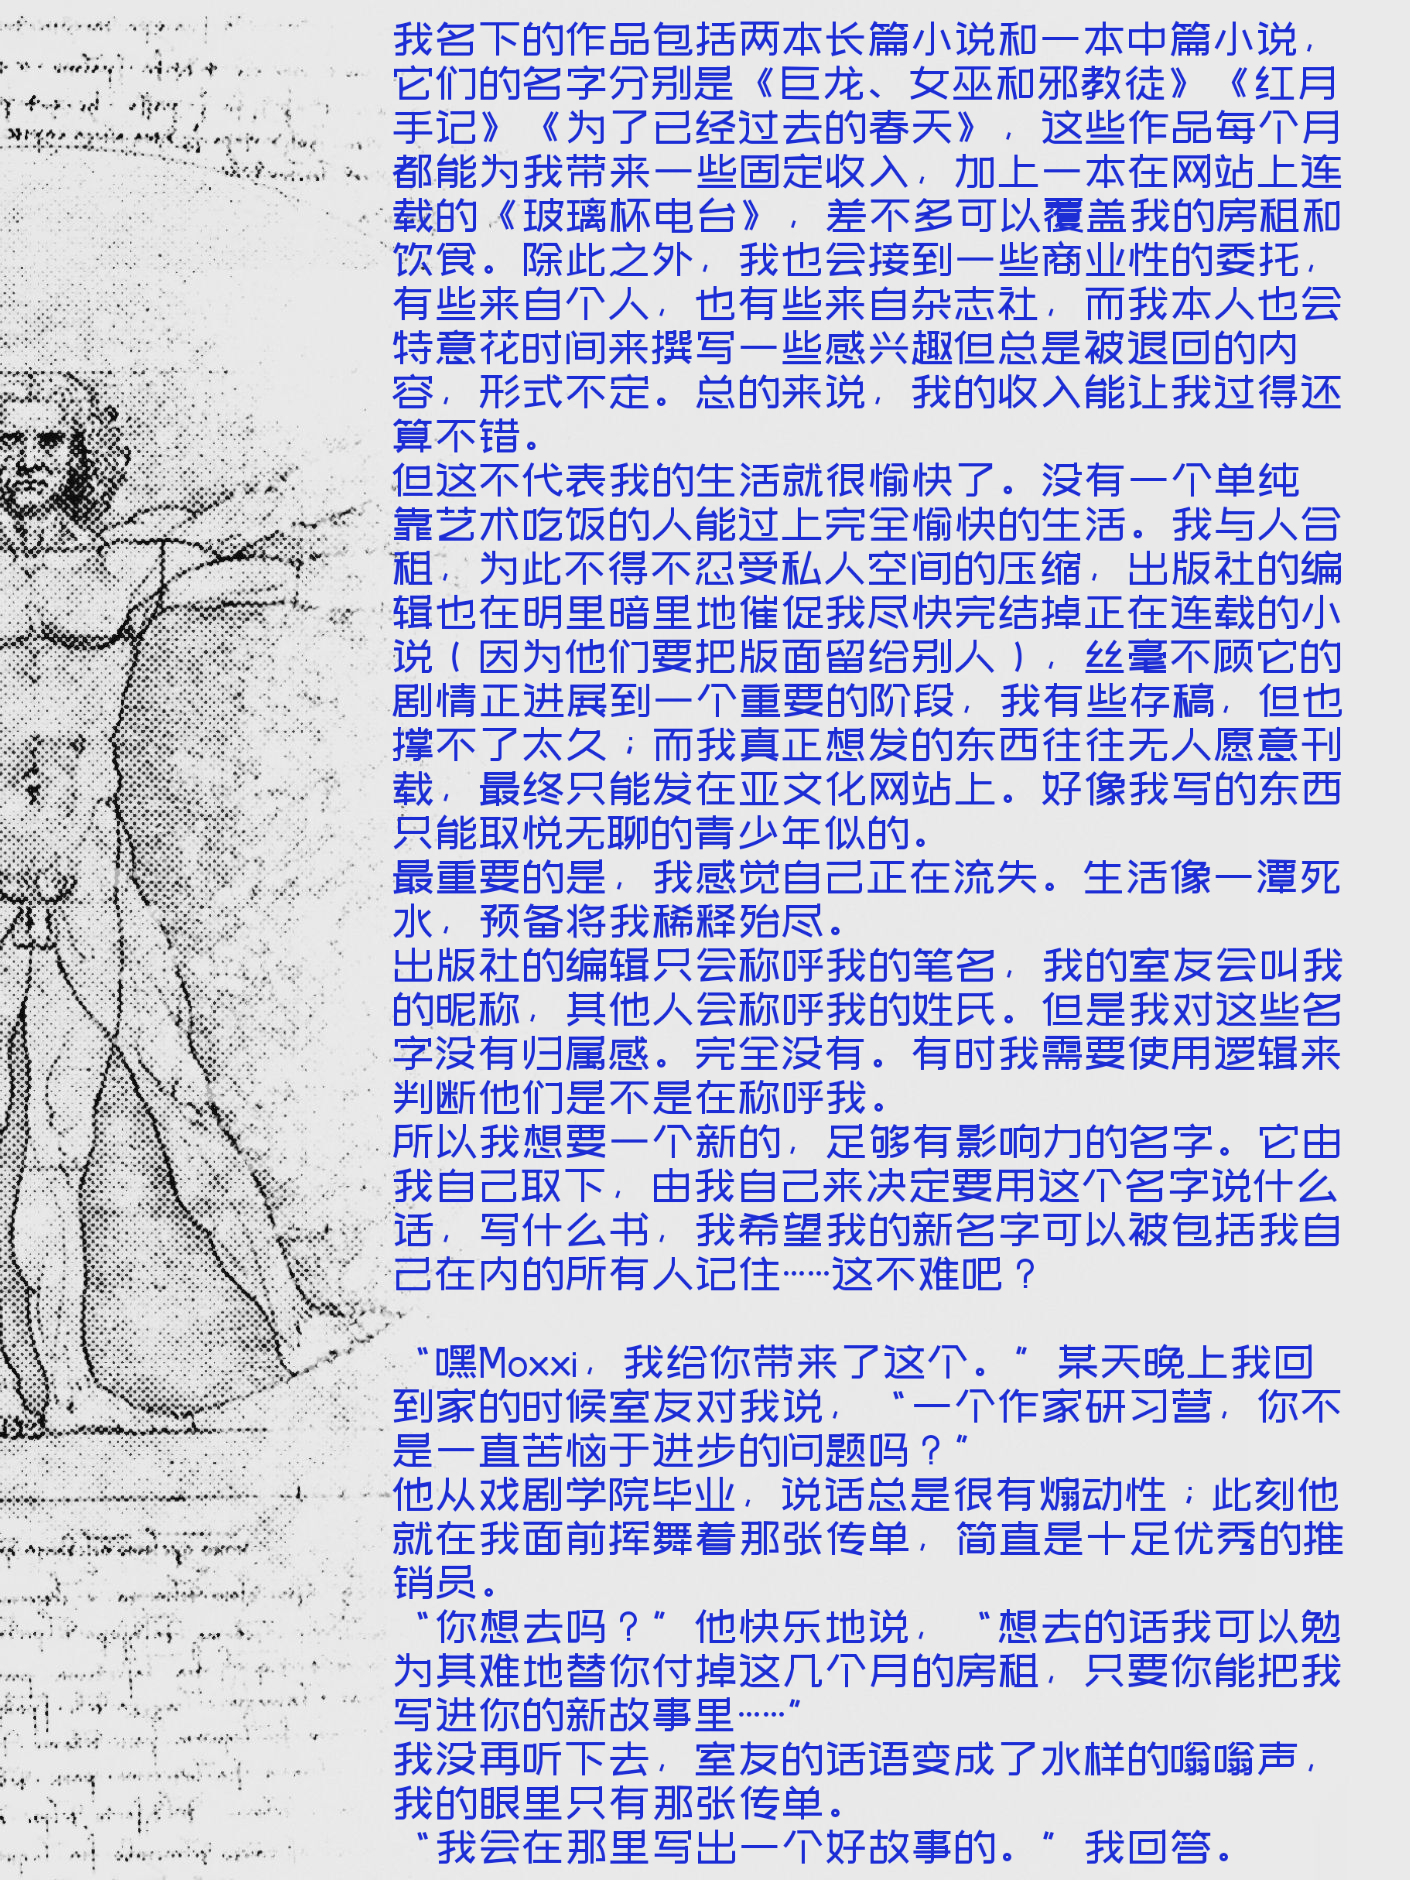 我名下的作品包括两本长篇小说和一本中篇小说，
它们的名字分别是《巨龙、女巫和邪教徒》《红月
手记》《为了已经过去的春天》，这些作品每个月
都能为我带来一些固定收入，加上一本在网站上连
载的《玻璃杯电台》，差不多可以覆盖我的房租和
饮食。除此之外，我也会接到一些商业性的委托，
有些来自个人，也有些来自杂志社，而我本人也会
特意花时间来撰写一些感兴趣但总是被退回的内
容，形式不定。总的来说，我的收入能让我过得还
算不错。
但这不代表我的生活就很愉快了。没有一个单纯
靠艺术吃饭的人能过上完全愉快的生活。我与人合
租，为此不得不忍受私人空间的压缩，出版社的编
辑也在明里暗里地催促我尽快完结掉正在连载的小
说（因为他们要把版面留给别人），丝毫不顾它的
剧情正进展到一个重要的阶段，我有些存稿，但也
撑不了太久；而我真正想发的东西往往无人愿意刊
载，最终只能发在亚文化网站上。好像我写的东西
只能取悦无聊的青少年似的。
最重要的是，我感觉自己正在流失。生活像一潭死
水，预备将我稀释殆尽。
出版社的编辑只会称呼我的笔名，我的室友会叫我
的昵称，其他人会称呼我的姓氏。但是我对这些名
字没有归属感。完全没有。有时我需要使用逻辑来
判断他们是不是在称呼我。
所以我想要一个新的，足够有影响力的名字。它由
我自己取下，由我自己来决定要用这个名字说什么
话，写什么书，我希望我的新名字可以被包括我自
己在内的所有人记住……这不难吧？
“嘿Moxxi，我给你带来了这个。”某天晚上我回
到家的时候室友对我说，“一个作家研习营，你不
是一直苦恼于进步的问题吗？”
他从戏剧学院毕业，说话总是很有煽动性；此刻他
就在我面前挥舞着那张传单，简直是十足优秀的推
销员。
“你想去吗？”他快乐地说，“想去的话我可以勉
为其难地替你付掉这几个月的房租，只要你能把我
写进你的新故事里……”
我没再听下去，室友的话语变成了水样的嗡嗡声，
我的眼里只有那张传单。
“我会在那里写出一个好故事的。”我回答。